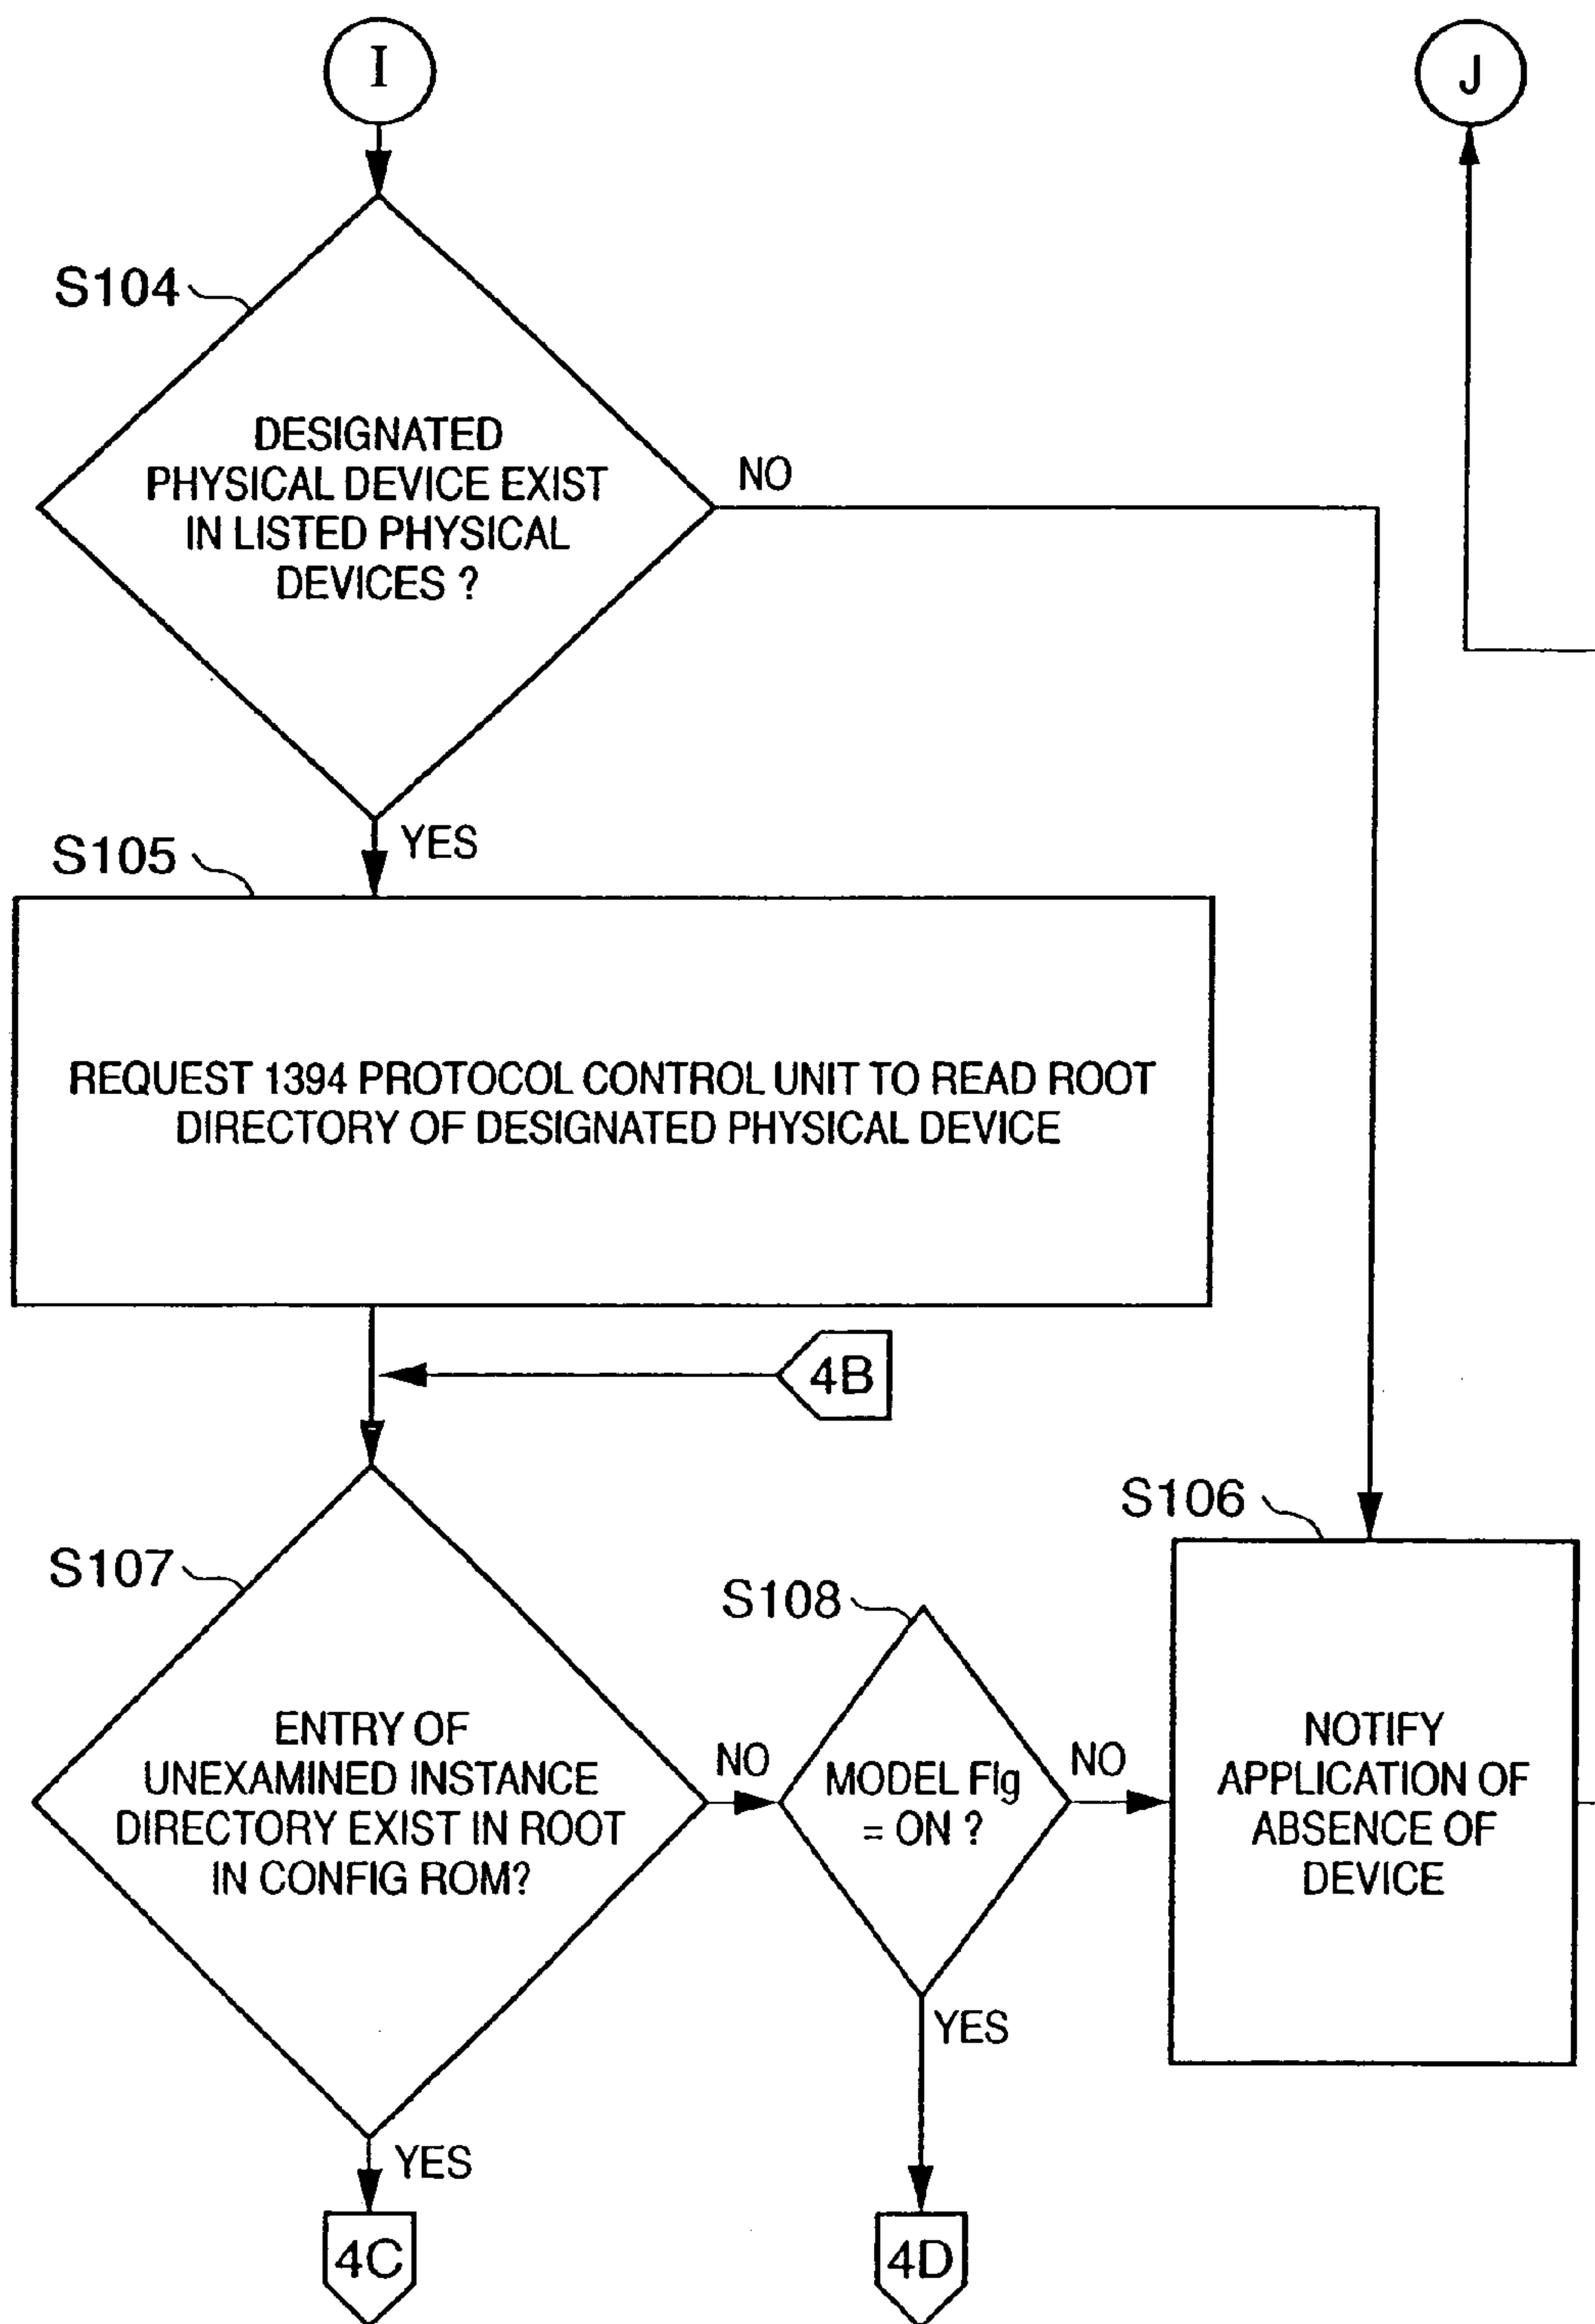 I
J
S104
DESIGNATED
PHYSICAL DEVICE EXIST
IN LISTED PHYSICAL
DEVICES ?
NO
YES
S105
REQUEST 1394 PROTOCOL CONTROL UNIT TO READ ROOT
DIRECTORY OF DESIGNATED PHYSICAL DEVICE
4B
S107
ENTRY OF
UNEXAMINED INSTANCE
DIRECTORY EXIST IN ROOT
IN CONFIG ROM?
NO
YES
S108
MODEL Flg
= ON ?
NO
YES
S106
NOTIFY
APPLICATION OF
ABSENCE OF
DEVICE
4C
4D